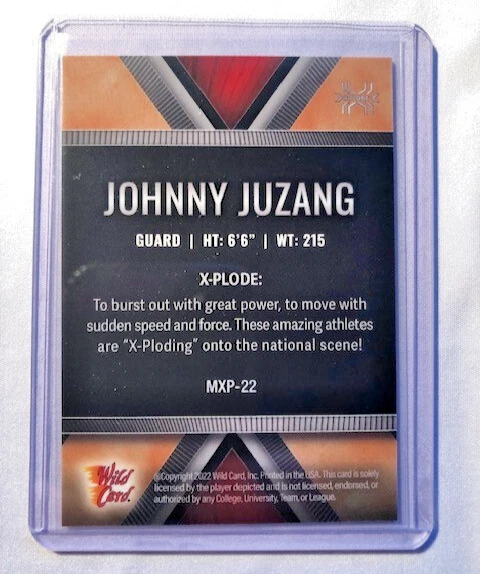 JOHNNY JUZANG
GUARD | HT: 6'6" | WT: 215
X-PLODE:
To burst out with great power, to move with
sudden speed and force. These amazing athletes
are "X-Ploding" onto the national scene!
MXP-22
Wild
Card
©Copyright 2022 Wild Card, Inc. Printed in the USA. This card is solely
licensed by the player depicted and is not licensed, endorsed, or
authorized by any College, University, Team, or League.